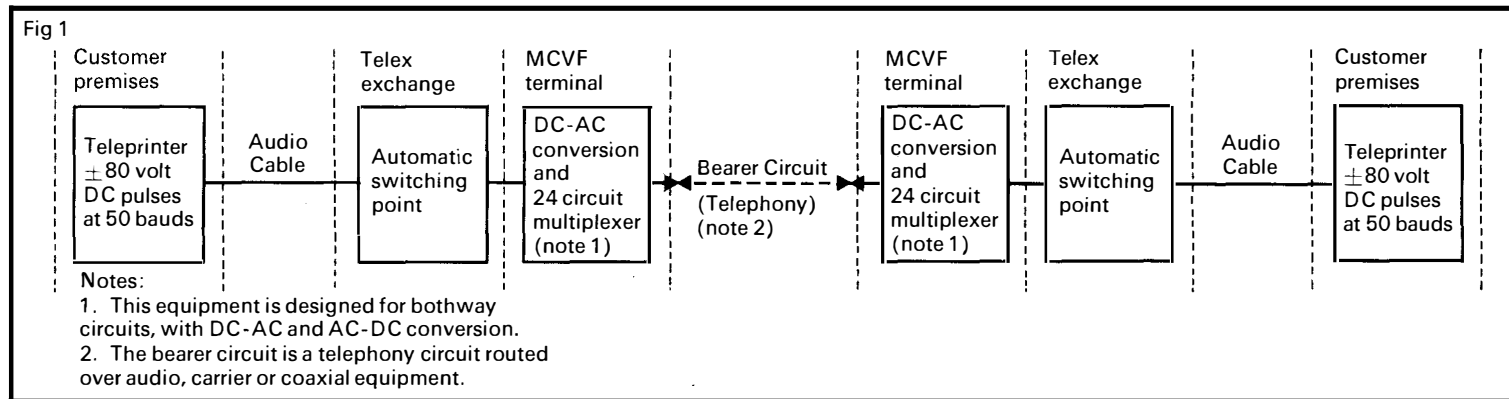 Fig 1
Customer
premises
Telex
exchange
MCVF
terminal
MCVF
terminal
Telex
exchange
Customer
premises
Teleprinter
±80 volt
DC pulses
at 50 bauds
Audio
Cable
Automatic
switching
point
DC-AC
conversion
and
24 circuit
multiplexer
(note 1)
Bearer Circuit
(Telephony)
(note 2)
DC-AC
conversion
and
24 circuit
multiplexer
(note 1)
Automatic
switching
point
Audio
Cable
Teleprinter
±80 volt
DC pulses
at 50 bauds
Notes:
1. This equipment is designed for bothway
circuits, with DC-AC and AC-DC conversion.
2. The bearer circuit is a telephony circuit routed
over audio, carrier or coaxial equipment.